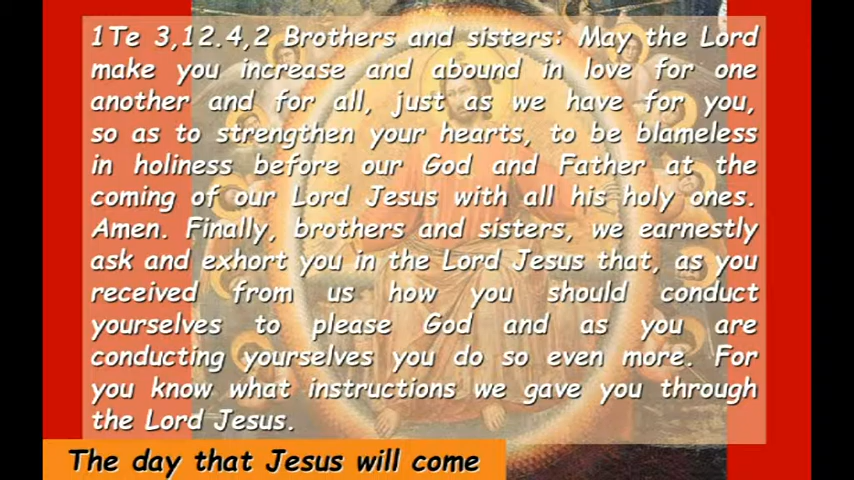 1Te 3,12.4,2 Brothers and sisters: May the Lord
make you increase and abound in love for one
another and for all, just as we have for you,
so as to strengthen your hearts, to be blameless
in holiness before our God and Father at the
coming of our Lord Jesus with all his holy ones.
Amen. Finally, brothers and sisters, we earnestly
ask and exhort you in the Lord Jesus that, as you
received from us how you should conduct
yourselves to please God and as you are
conducting yourselves you do so even more. For
you know what instructions we gave you through
the Lord Jesus.
The day that Jesus will come